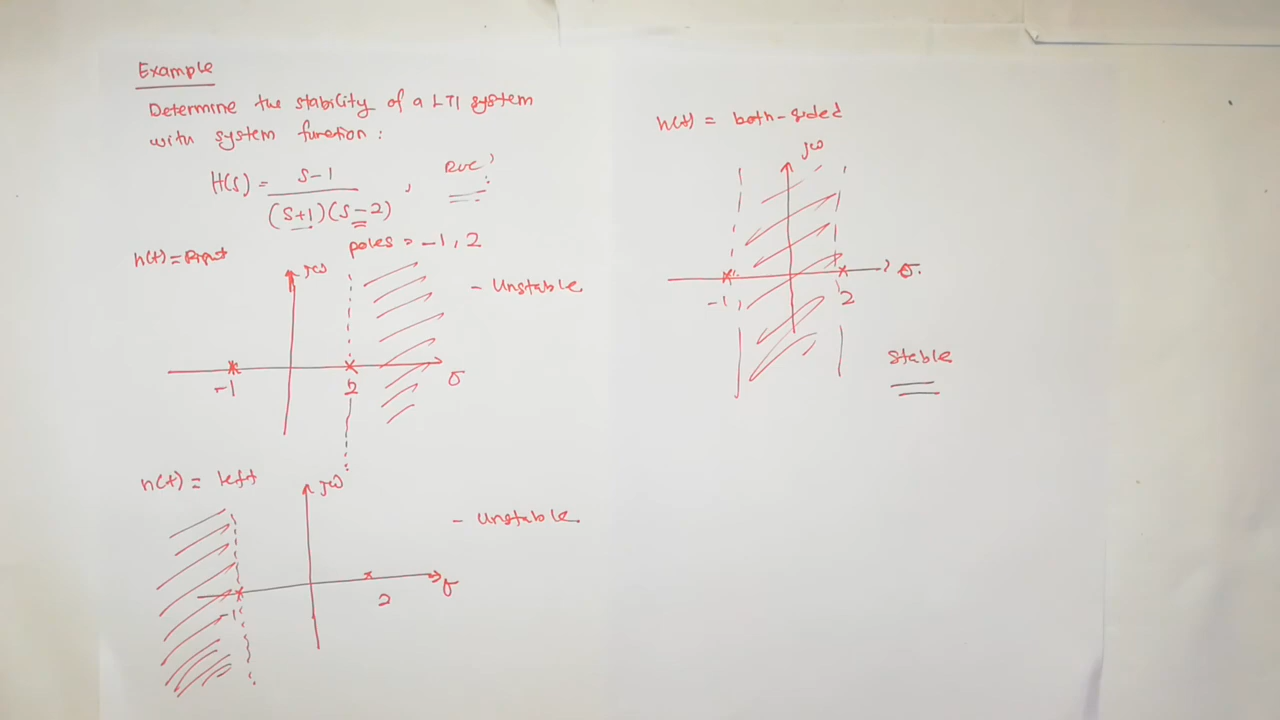 Example
Determine the stability of a LTI system
with system function:
H(s) = s-1 / (s+1)(s-2) , ROC?
poles = -1, 2
h(t) = Right
jω
- Unstable
-1
2
σ
h(t) = left
jω
- Unstable.
-1
2
σ
h(t) = both-sided
jω
σ.
-1
2
Stable